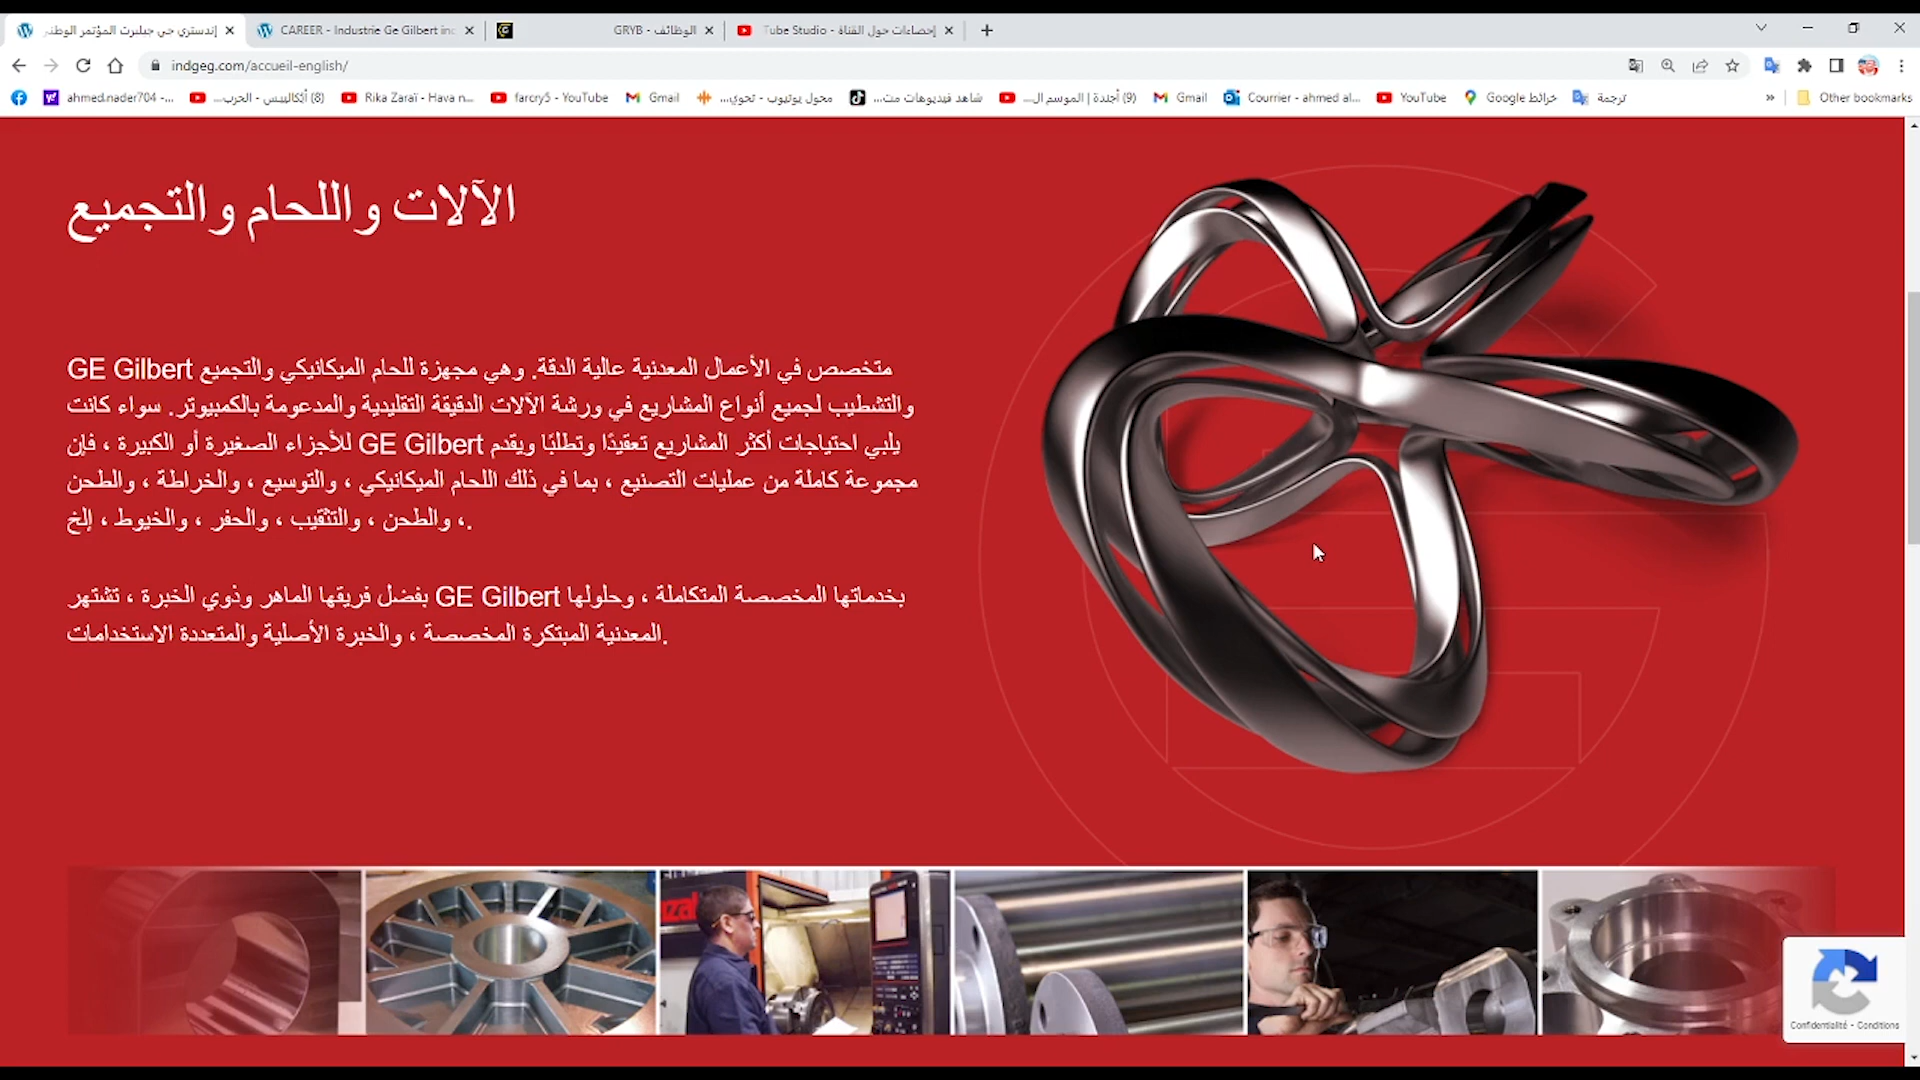 إندستري جي جيلبرت المؤتمر الوطني
CAREER - Industrie Ge Gilbert inc
الوظائف - GRYB
إحصاءات حول القناة - Tube Studio
indgeg.com/accueil-english/
ahmed.nader704 -...
(8) أتكالبيس - الحرب...
Rika Zaraï - Hava n...
farcry5 - YouTube
Gmail
محول يوتيوب - تحوي...
شاهد فيديوهات مت...
(9) أجندة | الموسم ال...
Gmail
Courrier - ahmed al...
YouTube
خرائط Google
ترجمة
»
Other bookmarks
الآلات واللحام والتجميع
GE Gilbert متخصص في الأعمال المعدنية عالية الدقة. وهي مجهزة للحام الميكانيكي والتجميع
والتشطيب لجميع أنواع المشاريع في ورشة الآلات الدقيقة التقليدية والمدعومة بالكمبيوتر. سواء كانت
للأجزاء الصغيرة أو الكبيرة ، فإن GE Gilbert يلبي احتياجات أكثر المشاريع تعقيدًا وتطلبًا ويقدم
مجموعة كاملة من عمليات التصنيع ، بما في ذلك اللحام الميكانيكي ، والتوسيع ، والخراطة ، والطحن
، والطحن ، والتثقيب ، والحفر ، والخيوط ، إلخ.
بفضل فريقها الماهر وذوي الخبرة ، تشتهر GE Gilbert بخدماتها المخصصة المتكاملة ، وحلولها
المعدنية المبتكرة المخصصة ، والخبرة الأصلية والمتعددة الاستخدامات.
Confidentialité - Conditions